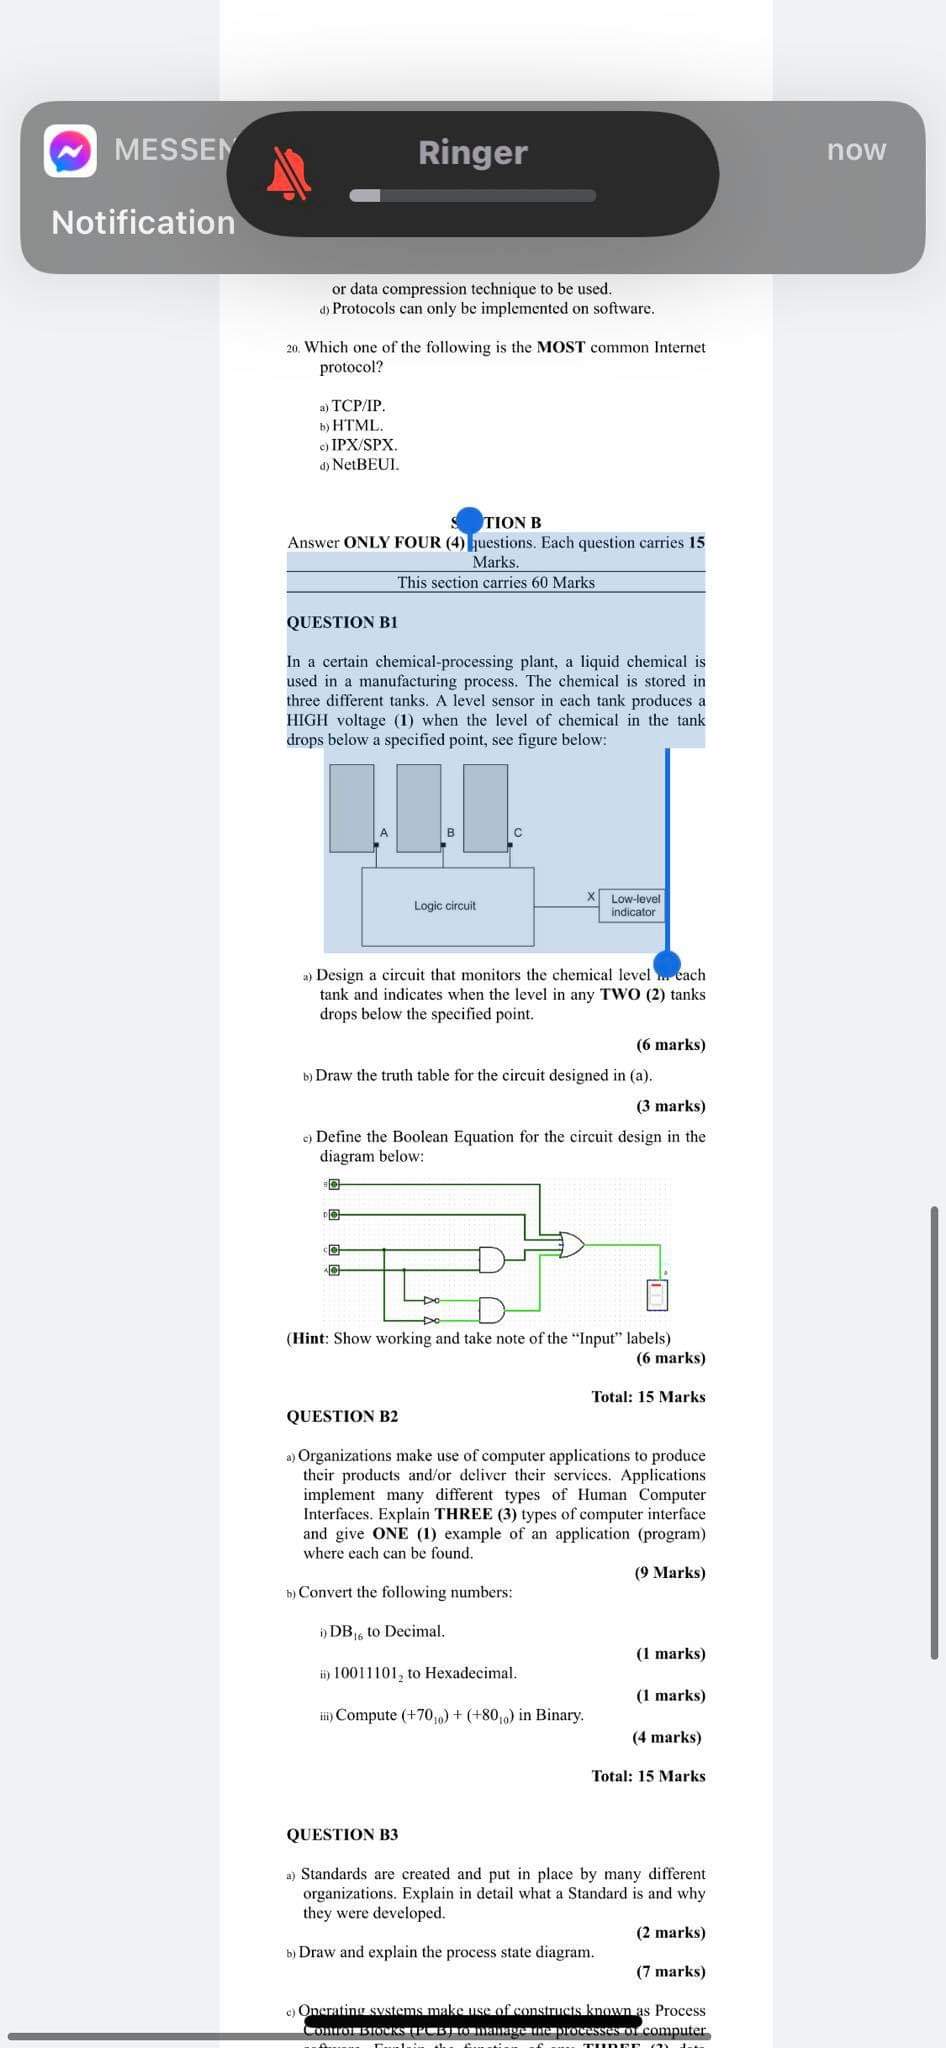 MESSEN
Ringer
now
Notification
or data compression technique to be used.
d) Protocols can only be implemented on software.
20. Which one of the following is the MOST common Internet
protocol?
a) TCP/IP.
b) HTML.
c) IPX/SPX.
d) NetBEUI.
S TION B
Answer ONLY FOUR (4) questions. Each question carries 15
Marks.
This section carries 60 Marks
QUESTION B1
In a certain chemical-processing plant, a liquid chemical is
used in a manufacturing process. The chemical is stored in
three different tanks. A level sensor in each tank produces a
HIGH voltage (1) when the level of chemical in the tank
drops below a specified point, see figure below:
A B C
Logic circuit
X
Low-level
indicator
a) Design a circuit that monitors the chemical level in each
tank and indicates when the level in any TWO (2) tanks
drops below the specified point.
(6 marks)
b) Draw the truth table for the circuit designed in (a).
(3 marks)
c) Define the Boolean Equation for the circuit design in the
diagram below:
B
D
C
A
(Hint: Show working and take note of the “Input” labels)
(6 marks)
Total: 15 Marks
QUESTION B2
a) Organizations make use of computer applications to produce
their products and/or deliver their services. Applications
implement many different types of Human Computer
Interfaces. Explain THREE (3) types of computer interface
and give ONE (1) example of an application (program)
where each can be found.
(9 Marks)
b) Convert the following numbers:
i) DB₁₆ to Decimal.
(1 marks)
ii) 10011101₂ to Hexadecimal.
(1 marks)
iii) Compute (+70₁₀) + (+80₁₀) in Binary.
(4 marks)
Total: 15 Marks
QUESTION B3
a) Standards are created and put in place by many different
organizations. Explain in detail what a Standard is and why
they were developed.
(2 marks)
b) Draw and explain the process state diagram.
(7 marks)
c) Operating systems make use of constructs known as Process
Control Blocks (PCB) to manage the processes of computer